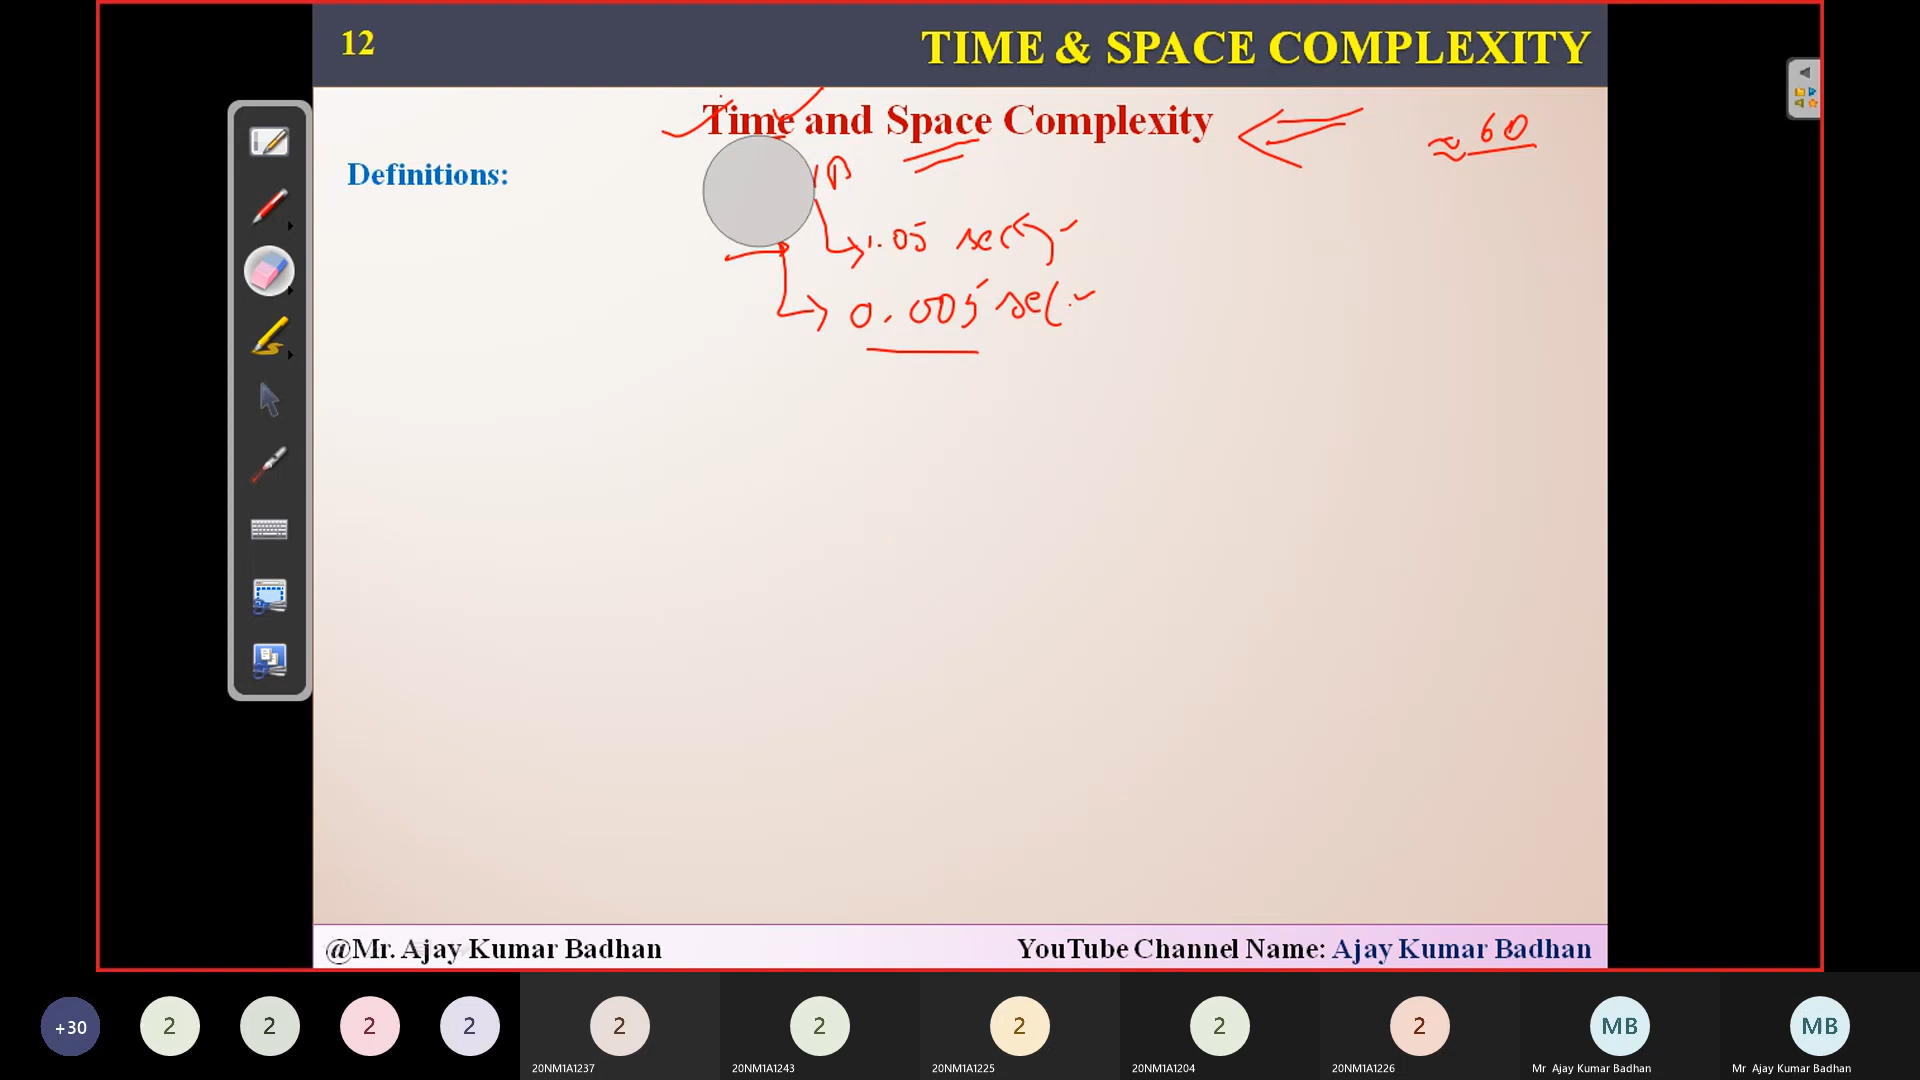 12 TIME & SPACE COMPLEXITY
Time and Space Complexity
≈ 60
Definitions:
1.05 sec
0.005 sec
@Mr. Ajay Kumar Badhan YouTube Channel Name: Ajay Kumar Badhan
+30 2 2 2 2 2 2 2 2 2 MB MB
20NM1A1237 20NM1A1243 20NM1A1225 20NM1A1204 20NM1A1226 Mr Ajay Kumar Badhan Mr Ajay Kumar Badhan